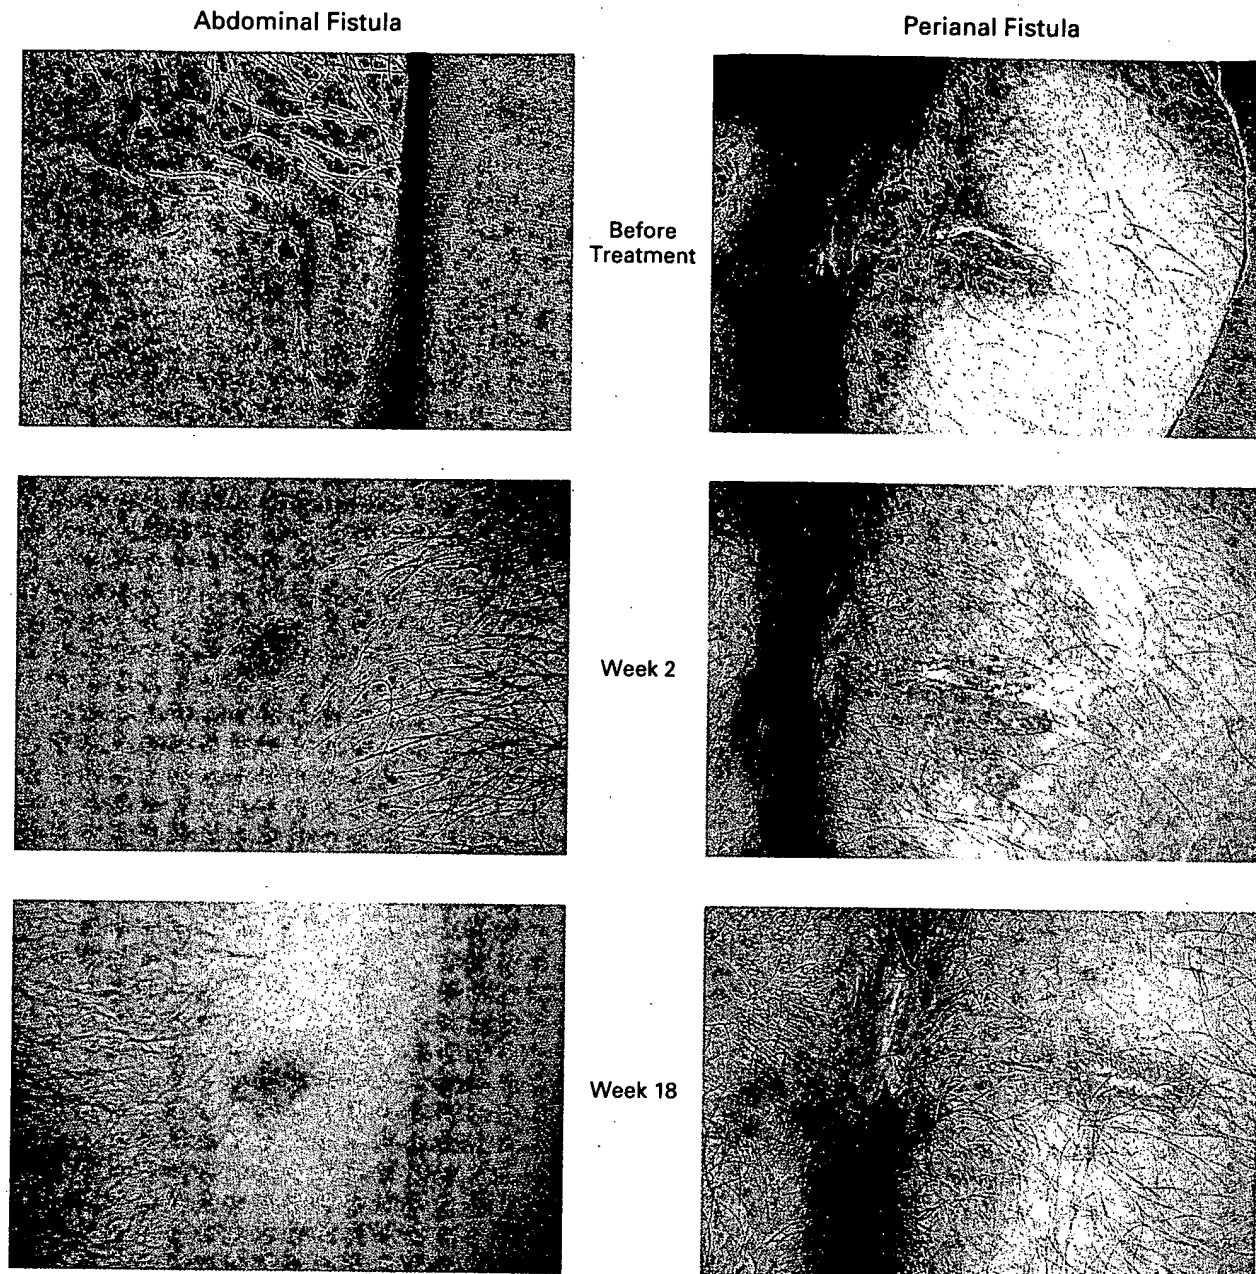 Abdominal Fistula
Perianal Fistula
Before
Treatment
Week 2
Week 18